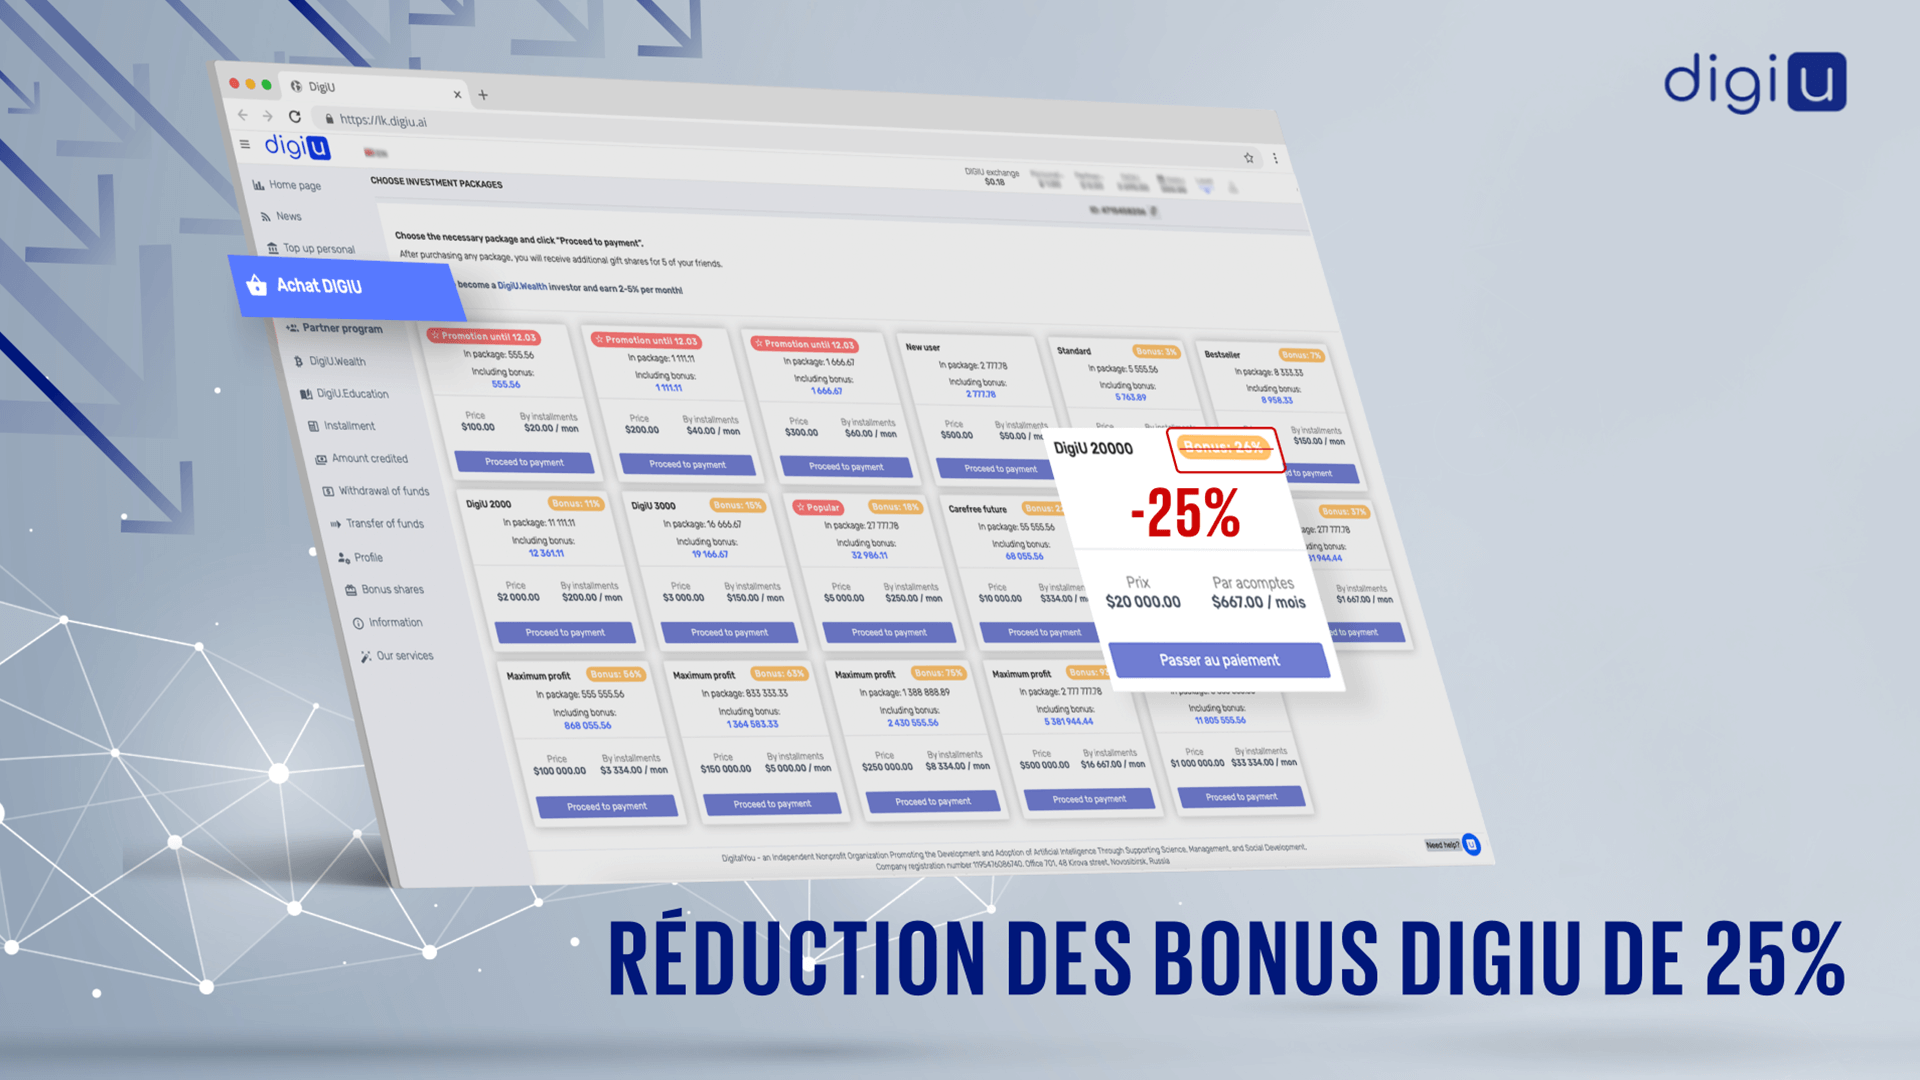 digiU
DigiU
https://lk.digiu.ai
digiU
DIGIU exchange
$0.18
CHOOSE INVESTMENT PACKAGES
Home page
News
Top up personal
Achat DIGIU
Partner program
DigiU.Wealth
DigiU.Education
Installment
Amount credited
Withdrawal of funds
Transfer of funds
Profile
Bonus shares
Information
Our services
Choose the necessary package and click "Proceed to payment".
After purchasing any package, you will receive additional gift shares for 5 of your friends.
become a DigiU.Wealth investor and earn 2-5% per month!
Promotion until 12.03
In package: 555.56
Including bonus:
555.56
Price By installments
$100.00 $20.00 / mon
Proceed to payment
Promotion until 12.03
In package: 1 111.11
Including bonus:
1 111.11
Price By installments
$200.00 $40.00 / mon
Proceed to payment
Promotion until 12.03
In package: 1 666.67
Including bonus:
1 666.67
Price By installments
$300.00 $60.00 / mon
Proceed to payment
New user
In package: 2 777.78
Including bonus:
2 777.78
Price By installments
$500.00 $50.00 / mo
Proceed to payment
Standard Bonus: 3%
In package: 5 555.56
Including bonus:
5 763.89
Price
Bestseller Bonus: 7%
In package: 8 333.33
Including bonus:
8 958.33
By installments
$150.00 / mon
to payment
DigiU 2000 Bonus: 11%
In package: 11 111.11
Including bonus:
12 361.11
Price By installments
$2 000.00 $200.00 / mon
Proceed to payment
DigiU 3000 Bonus: 15%
In package: 16 666.67
Including bonus:
19 166.67
Price By installments
$3 000.00 $150.00 / mon
Proceed to payment
Popular Bonus: 18%
In package: 27 777.78
Including bonus:
32 986.11
Price By installments
$5 000.00 $250.00 / mon
Proceed to payment
Carefree future Bonus:
In package: 55 555.56
Including bonus:
68 055.56
Price By installments
$10 000.00 $334.00 / m
Proceed to payment
DigiU 20000 Bonus: 26%
-25%
Prix Par acomptes
$20 000.00 $667.00 / mois
Passer au paiement
Bonus: 37%
277 777.78
bonus:
By installments
$1 667.00 / mon
to payment
Maximum profit Bonus: 56%
In package: 555 555.56
Including bonus:
868 055.56
Price By installments
$100 000.00 $3 334.00 / mon
Proceed to payment
Maximum profit Bonus: 63%
In package: 833 333.33
Including bonus:
1 364 583.33
Price By installments
$150 000.00 $5 000.00 / mon
Proceed to payment
Maximum profit Bonus: 75%
In package: 1 388 888.89
Including bonus:
2 430 555.56
Price By installments
$250 000.00 $8 334.00 / mon
Proceed to payment
Maximum profit Bonus:
In package: 2 777 777.78
Including bonus:
5 381 944.44
Price By installments
$500 000.00 $16 667.00 / mon
Proceed to payment
Including bonus:
11 805 555.56
Price By installments
$1 000 000.00 $33 334.00 / mon
Proceed to payment
DigitalYou - an Independent Nonprofit Organization Promoting the Development and Adoption of Artificial Intelligence Through Supporting Science, Management, and Social Development.
Company registration number 1195476086740. Office 701, 48 Kirova street, Novosibirsk, Russia
Need help?
RÉDUCTION DES BONUS DIGIU DE 25%